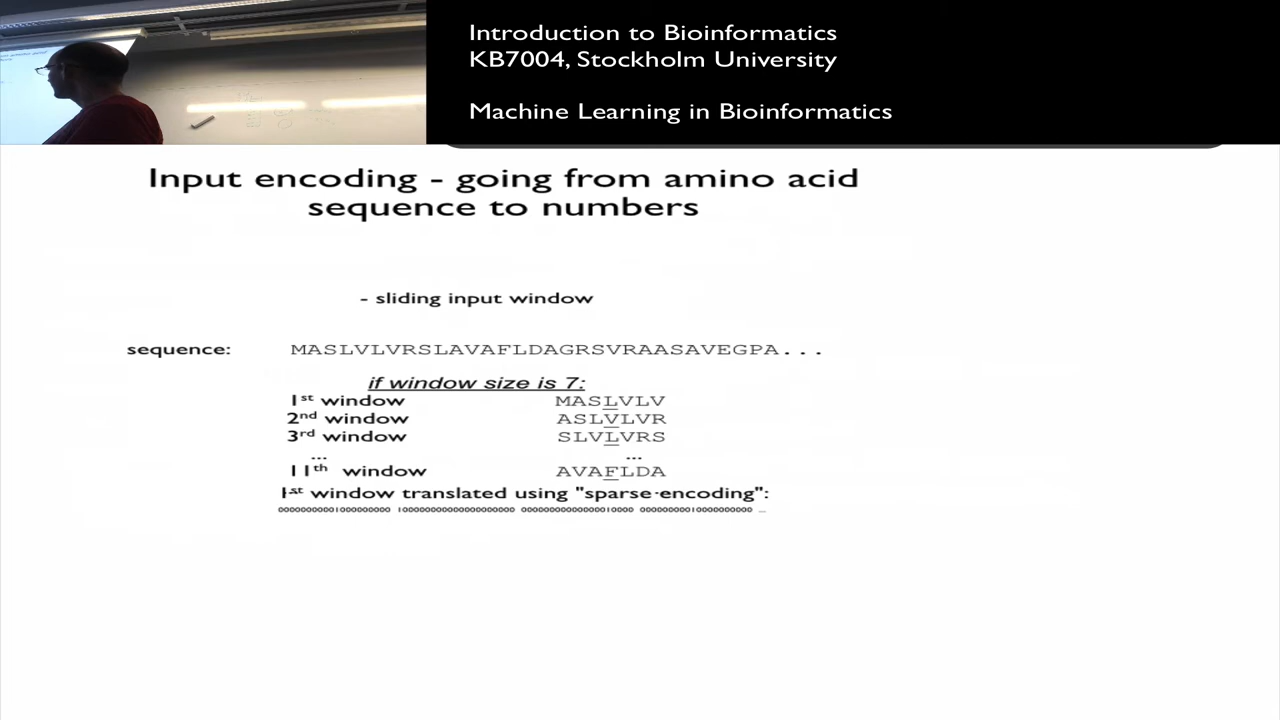 Introduction to Bioinformatics
KB7004, Stockholm University
Machine Learning in Bioinformatics
Input encoding - going from amino acid
sequence to numbers
- sliding input window
sequence: MASLVLVRSLAVAFLDAGRSVRAASAVEGPA...
if window size is 7:
1st window MASLVLV
2nd window ASLVLVR
3rd window SLVLVRS
... ...
11th window AVAFLDA
1st window translated using "sparse-encoding":